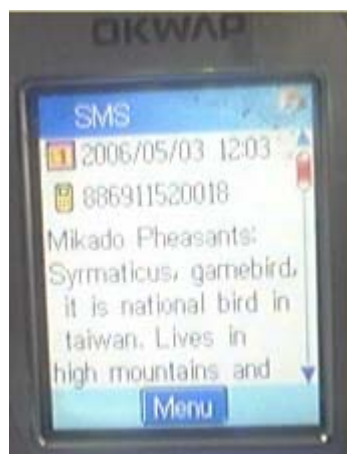 OKWAP
SMS
2006/05/03 12:03
886911520018
Mikado Pheasants:
Syrmaticus, gamebird,
it is national bird in
taiwan. Lives in
high mountains and
Menu